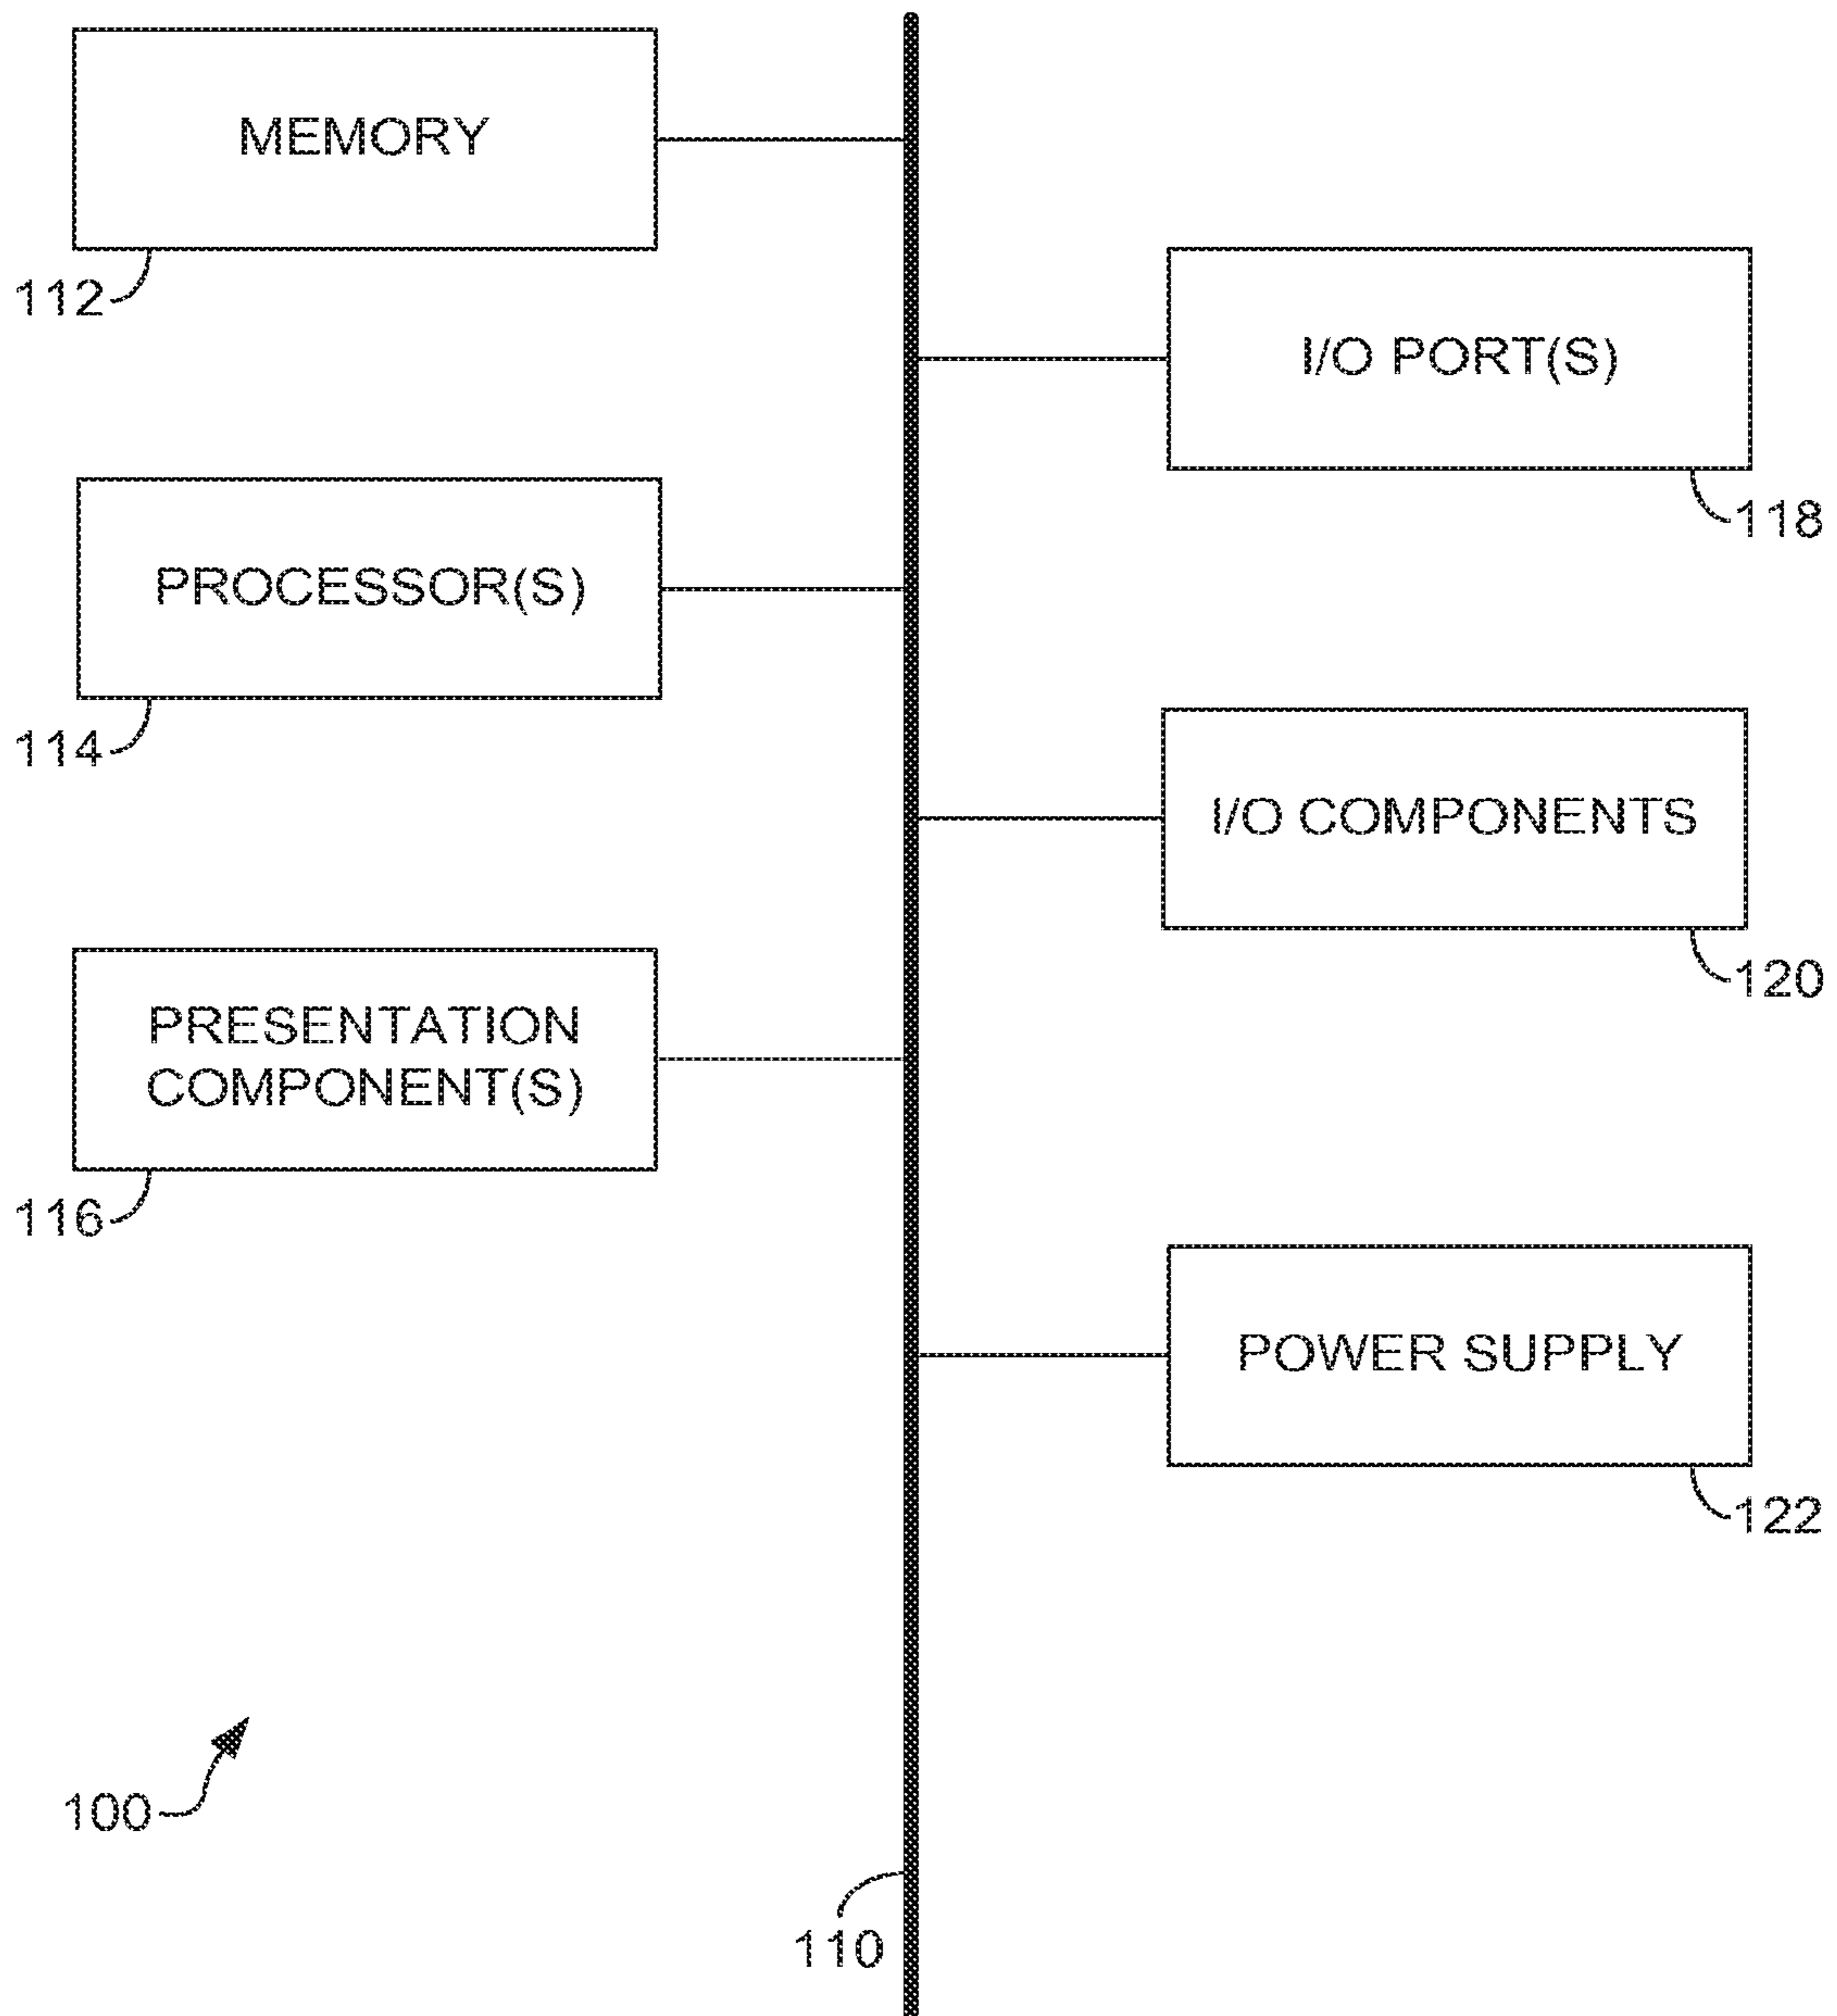 MEMORY
112
I/O PORT(S)
118
PROCESSOR(S)
114
I/O COMPONENTS
120
PRESENTATION
COMPONENT(S)
116
POWER SUPPLY
122
100
110